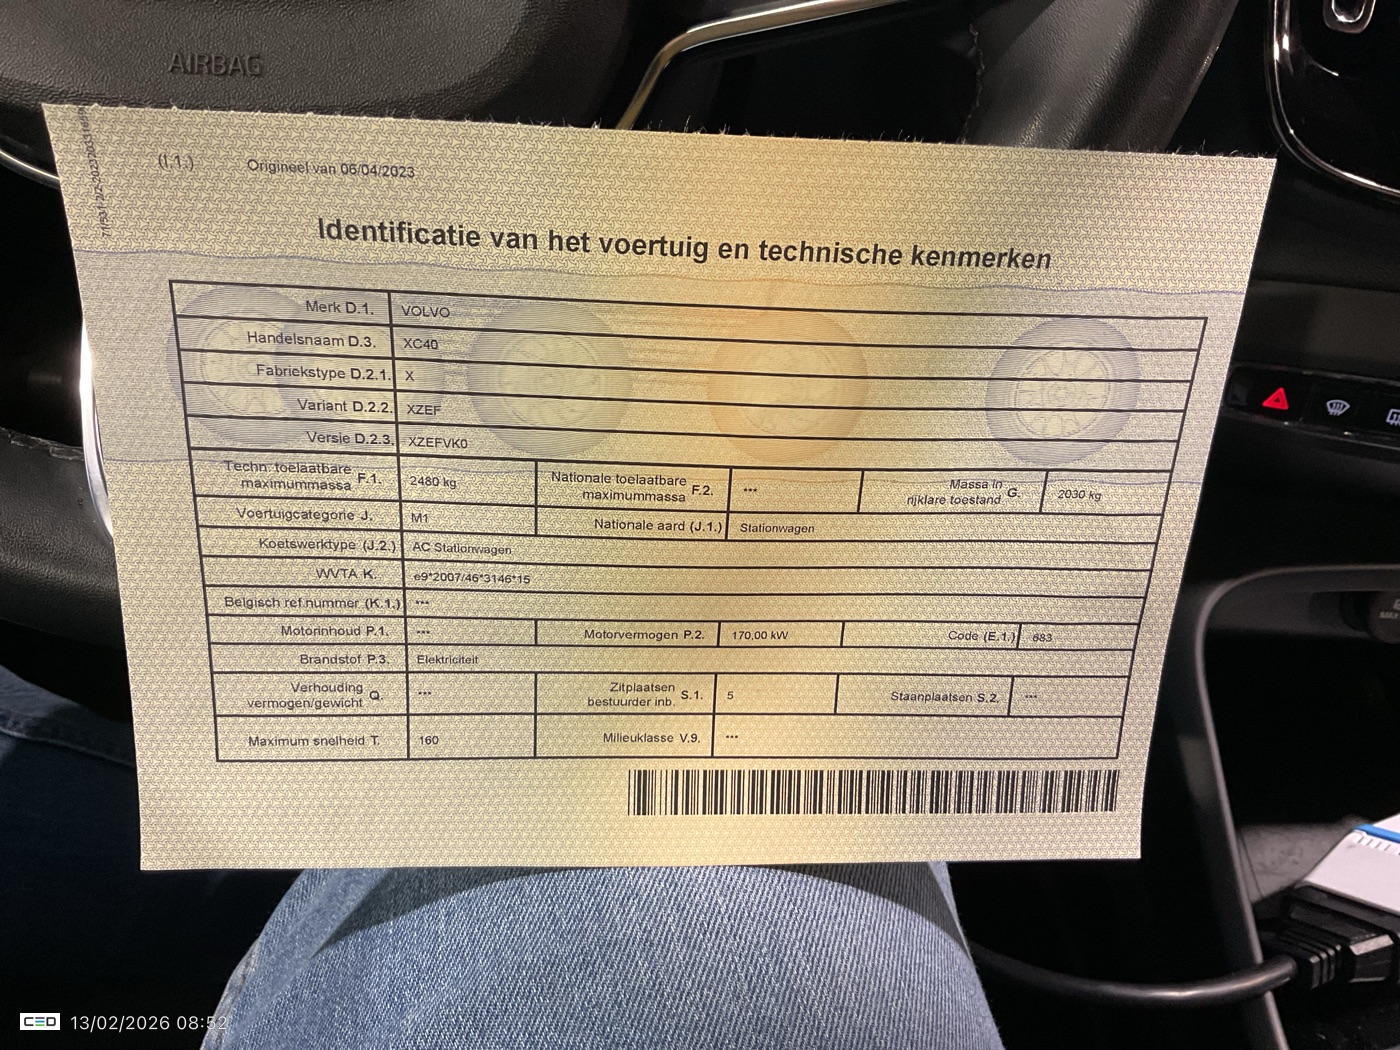 AIRBAG
(I.1.) Origineel van 06/04/2023
Identificatie van het voertuig en technische kenmerken
Merk D.1. VOLVO
Handelsnaam D.3. XC40
Fabriekstype D.2.1. X
Variant D.2.2. XZEF
Versie D.2.3. XZEFVK0
Techn. toelaatbare maximummassa F.1. 2480 kg Nationale toelaatbare maximummassa F.2. *** Massa in rijklare toestand G. 2030 kg
Voertuigcategorie J. M1 Nationale aard (J.1.) Stationwagen
Koetswerktype (J.2.) AC Stationwagen
WVTA K. e9*2007/46*3146*15
Belgisch ref.nummer (K.1.) ***
Motorinhoud P.1. *** Motorvermogen P.2. 170,00 kW Code (E.1.) 683
Brandstof P.3. Elektriciteit
Verhouding vermogen/gewicht Q. *** Zitplaatsen bestuurder inb. S.1. 5 Staanplaatsen S.2. ***
Maximum snelheid T. 160 Milieuklasse V.9. ***
CED 13/02/2026 08:52